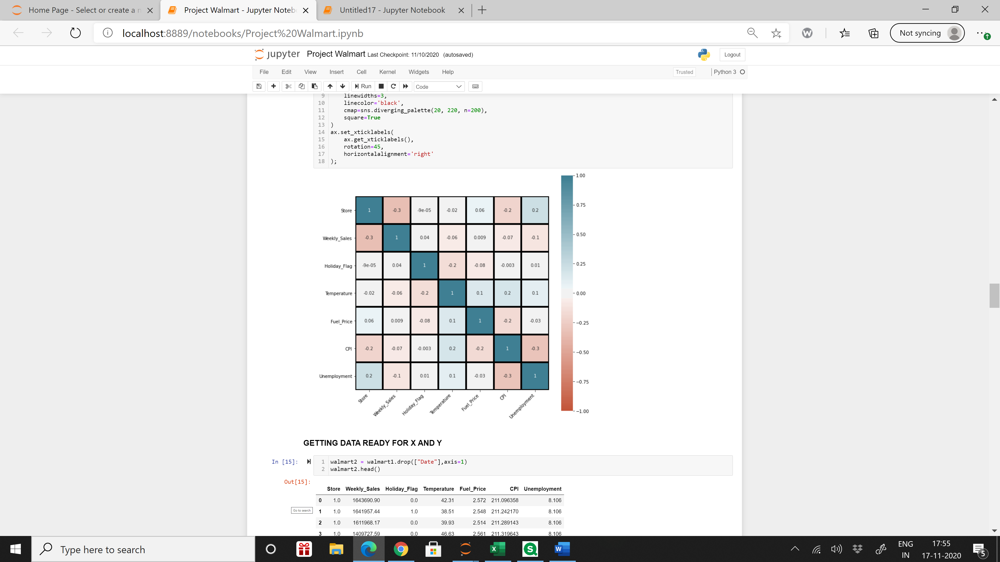 Home Page - Select or create a n
Project Walmart - Jupyter Noteb
Untitled17 - Jupyter Notebook
localhost:8889/notebooks/Project%20Walmart.ipynb
Not syncing
jupyter Project Walmart Last Checkpoint: 11/10/2020 (autosaved)
Logout
File Edit View Insert Cell Kernel Widgets Help
Trusted
Python 3
Run
Code
9 linewidths=3,
10 linecolor='black',
11 cmap=sns.diverging_palette(20, 220, n=200),
12 square=True
13 )
14 ax.set_xticklabels(
15 ax.get_xticklabels(),
16 rotation=45,
17 horizontalalignment='right'
18 );
Store 1 -0.3 -9e-05 -0.02 0.06 -0.2 0.2
Weekly_Sales -0.3 1 0.04 -0.06 0.009 -0.07 -0.1
Holiday_Flag -9e-05 0.04 1 -0.2 -0.08 -0.003 0.01
Temperature -0.02 -0.06 -0.2 1 0.1 0.2 0.1
Fuel_Price 0.06 0.009 -0.08 0.1 1 -0.2 -0.03
CPI -0.2 -0.07 -0.003 0.2 -0.2 1 -0.3
Unemployment 0.2 -0.1 0.01 0.1 -0.03 -0.3 1
Store Weekly_Sales Holiday_Flag Temperature Fuel_Price CPI Unemployment
1.00
0.75
0.50
0.25
0.00
−0.25
−0.50
−0.75
−1.00
GETTING DATA READY FOR X AND Y
In [15]:
1 walmart2 = walmart1.drop(["Date"],axis=1)
2 walmart2.head()
Out[15]:
Store Weekly_Sales Holiday_Flag Temperature Fuel_Price CPI Unemployment
0 1.0 1643690.90 0.0 42.31 2.572 211.096358 8.106
1 1.0 1641957.44 1.0 38.51 2.548 211.242170 8.106
2 1.0 1611968.17 0.0 39.93 2.514 211.289143 8.106
3 1.0 1409727.59 0.0 46.63 2.561 211.319643 8.106
Go to search
Type here to search
ENG
IN
17:55
17-11-2020
5